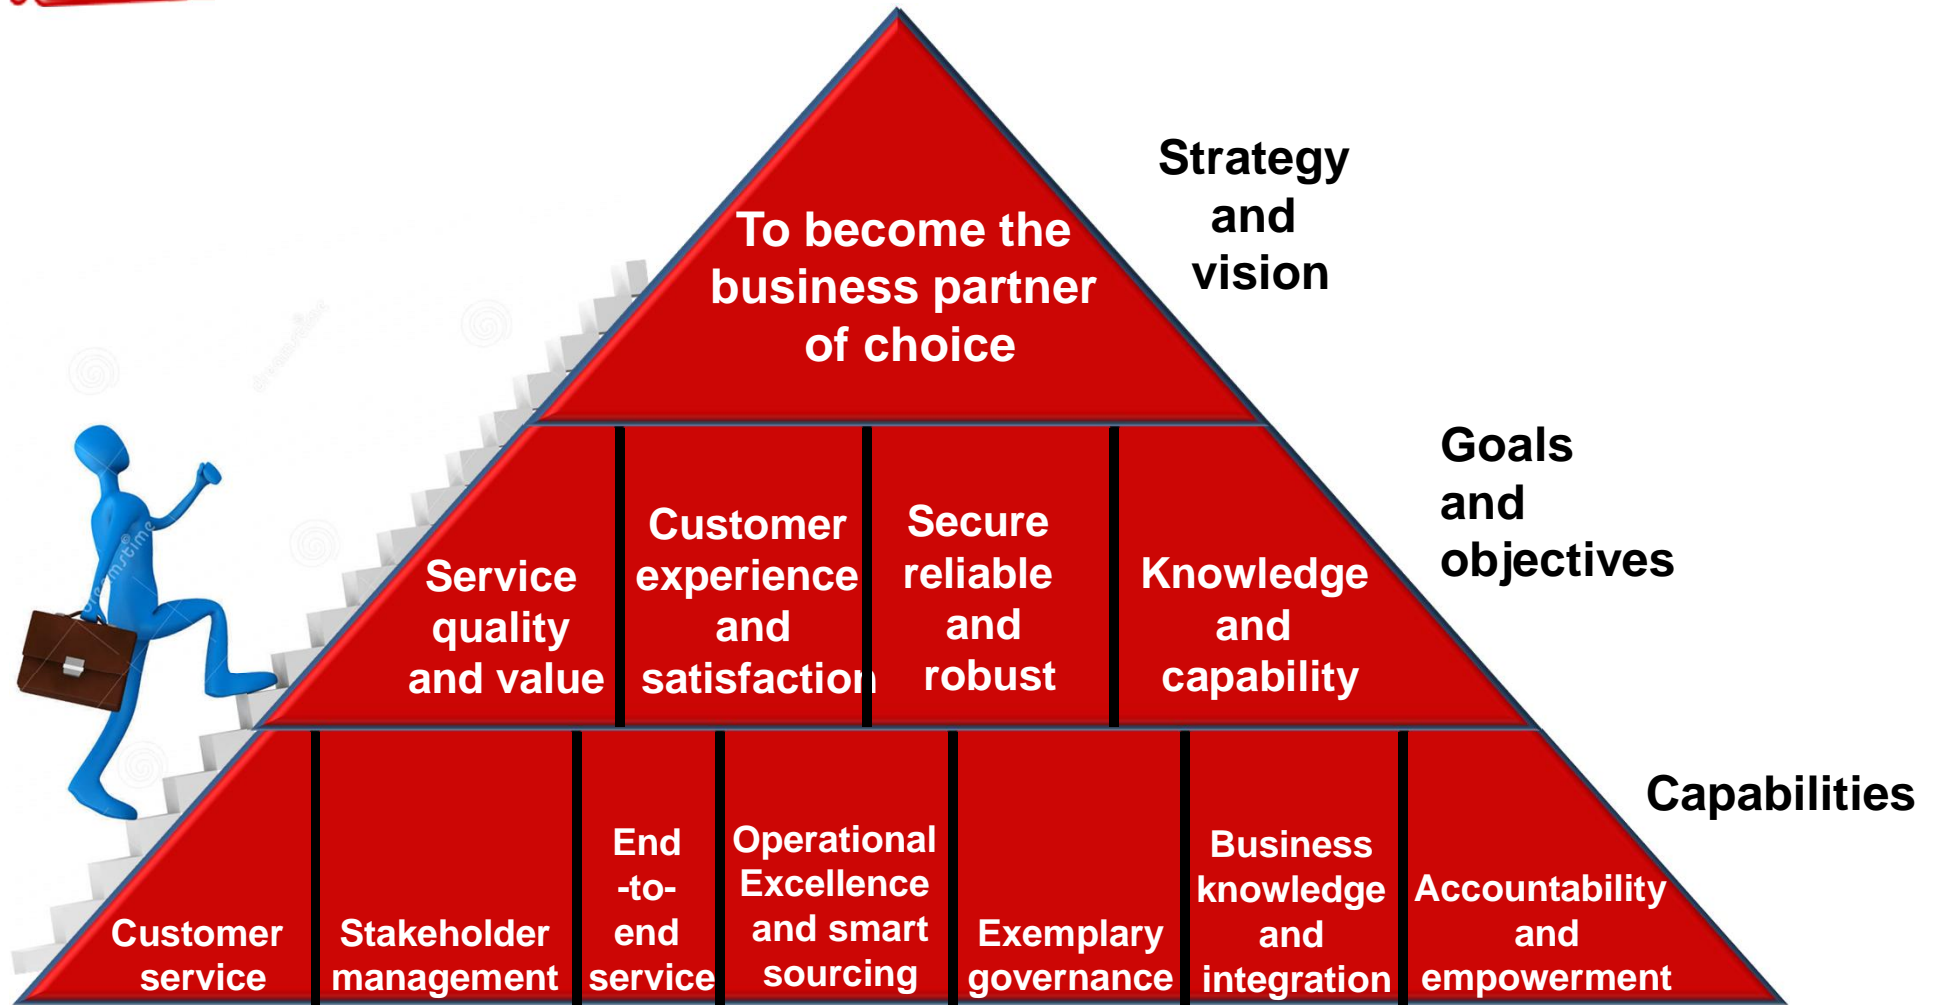 To become the
business partner
of choice
Strategy
and
vision
Service
quality
and value
Customer
experience
and
satisfaction
Secure
reliable
and
robust
Knowledge
and
capability
Goals
and
objectives
Customer
service
Stakeholder
management
End
-to-
end
service
Operational
Excellence
and smart
sourcing
Exemplary
governance
Business
knowledge
and
integration
Accountability
and
empowerment
Capabilities
dreamstime
dreamstime